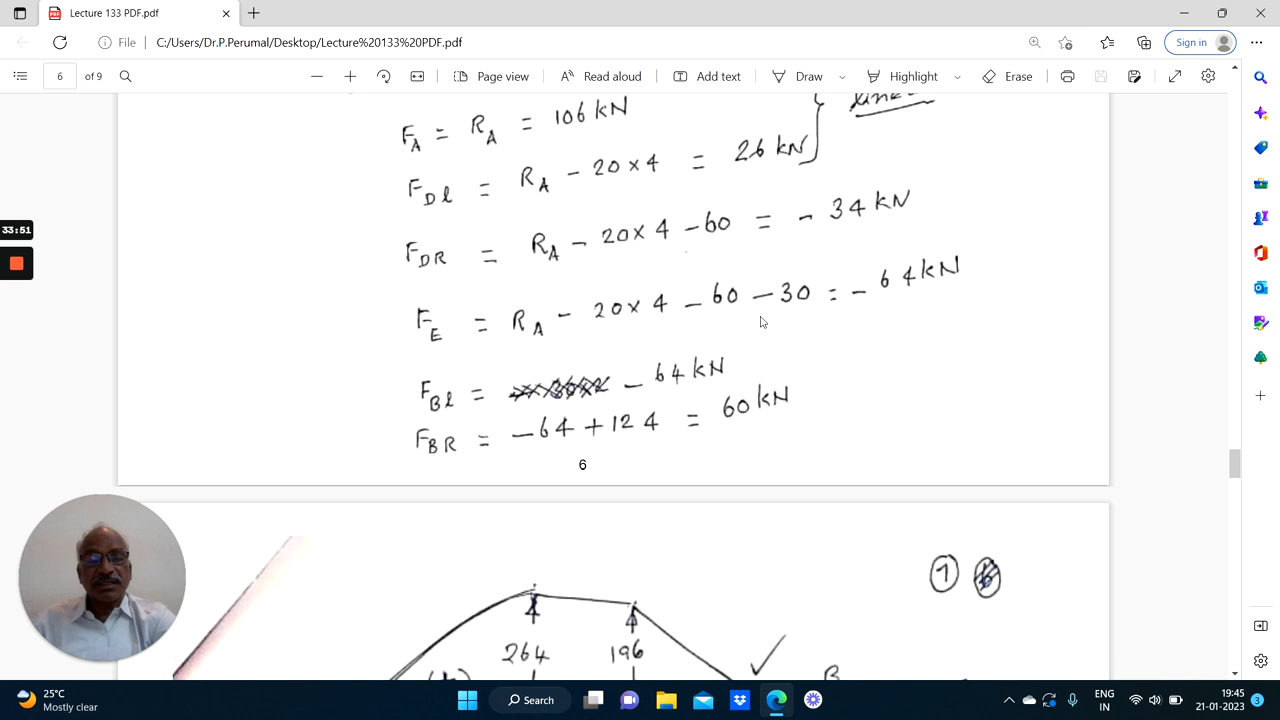 Lecture 133 PDF.pdf
File
C:/Users/Dr.P.Perumal/Desktop/Lecture%20133%20PDF.pdf
Sign in
6 of 9
Page view
Read aloud
Add text
Draw
Highlight
Erase
F_A = R_A = 106 kN
F_Dl = R_A - 20 × 4 = 26 kN
F_DR = R_A - 20 × 4 - 60 = - 34 kN
F_E = R_A - 20 × 4 - 60 - 30 = - 64 kN
F_Bl = - 64 kN
F_BR = - 64 + 124 = 60 kN
6
33:51
7
264 196
B
25°C
Mostly clear
Search
ENG
IN
19:45
21-01-2023
3